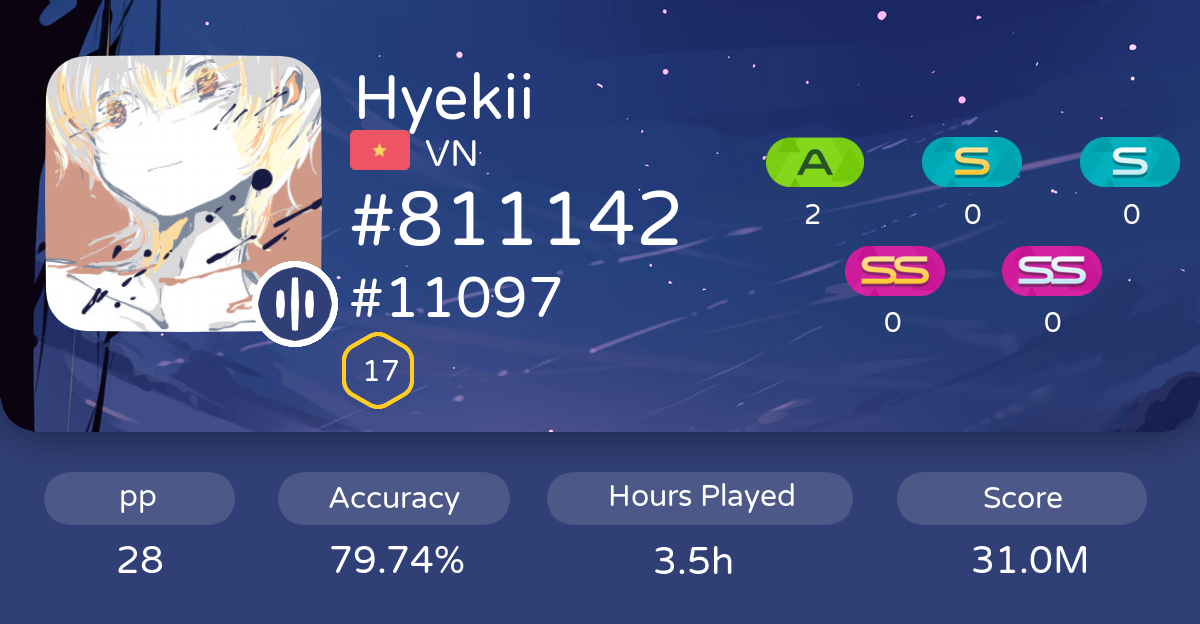 Hyekii
VN
#811142
#11097
17
A S S
2 0 0
SS SS
0 0
pp Accuracy Hours Played Score
28 79.74% 3.5h 31.0M